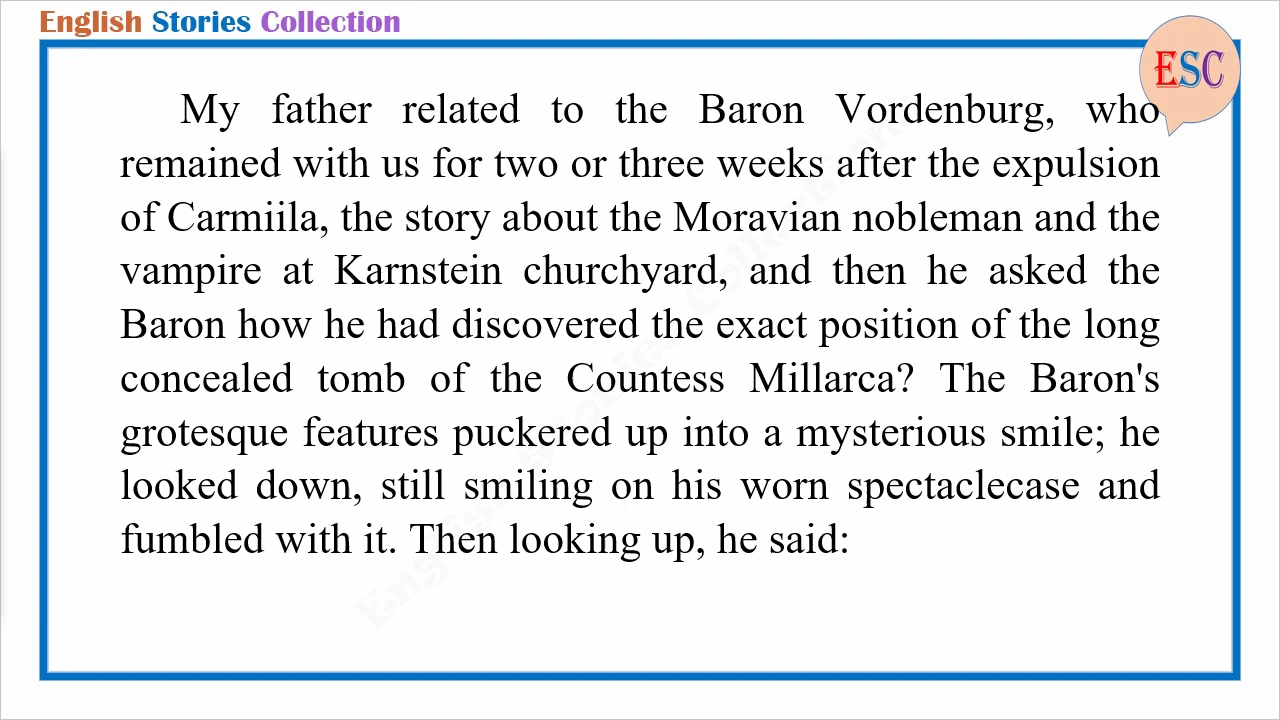 English Stories Collection
ESC
My father related to the Baron Vordenburg, who
remained with us for two or three weeks after the expulsion
of Carmiila, the story about the Moravian nobleman and the
vampire at Karnstein churchyard, and then he asked the
Baron how he had discovered the exact position of the long
concealed tomb of the Countess Millarca? The Baron's
grotesque features puckered up into a mysterious smile; he
looked down, still smiling on his worn spectaclecase and
fumbled with it. Then looking up, he said: